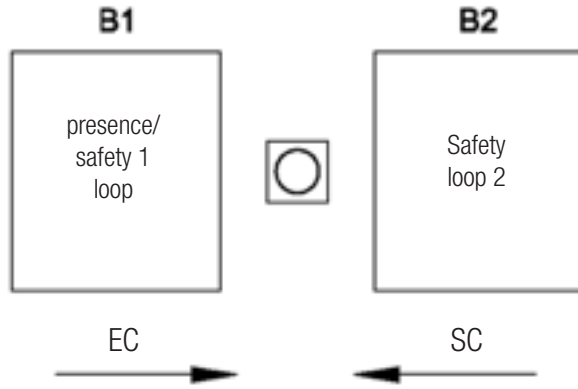 B1
B2
presence/
safety 1
loop
Safety
loop 2
EC
SC